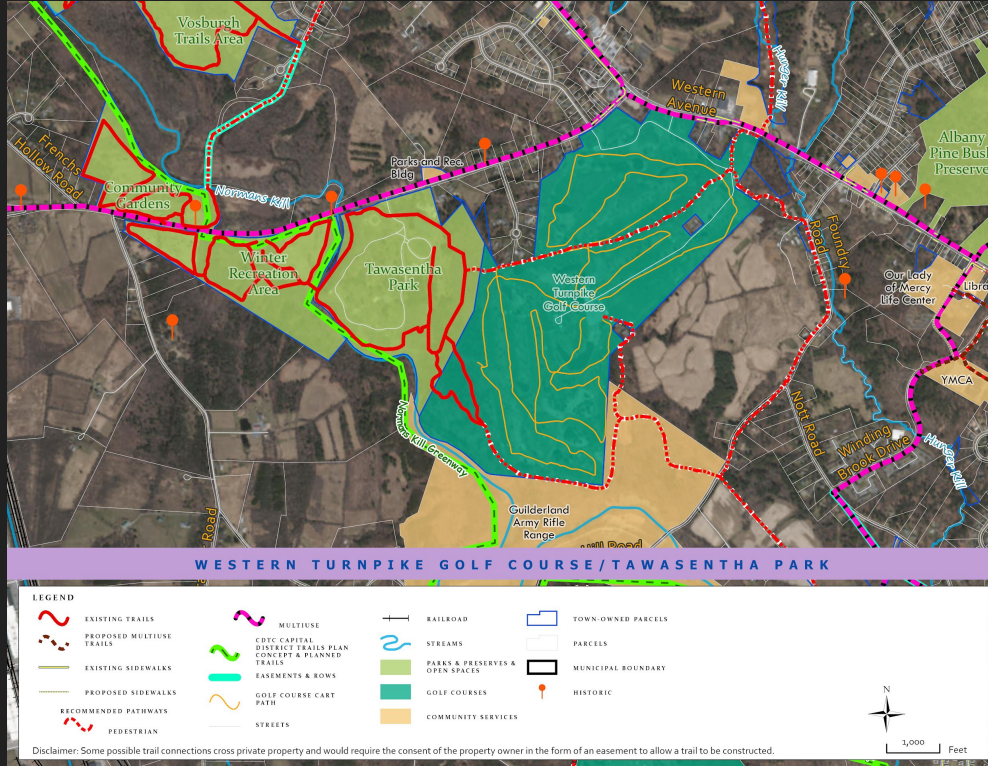 Vosburgh
Trails Area
Hunger Kill
Western
Avenue
Albany
Pine Bush
Preserve
Frenchs
Hollow Road
Parks and Rec.
Bldg
Community
Gardens
Normans Kill
Winter
Recreation
Area
Tawasentha
Park
Western
Turnpike
Golf Course
Foundry
Road
Our Lady
of Mercy
Life Center
Libra
YMCA
Nott Road
Winding
Brook Drive
Hunger Kill
Normans Kill Greenway
Guilderland
Army Rifle
Range
Road
Hill Road
WESTERN TURNPIKE GOLF COURSE/TAWASENTHA PARK
LEGEND
EXISTING TRAILS
PROPOSED MULTIUSE
TRAILS
EXISTING SIDEWALKS
PROPOSED SIDEWALKS
RECOMMENDED PATHWAYS
PEDESTRIAN
MULTIUSE
CDTC CAPITAL
DISTRICT TRAILS PLAN
CONCEPT & PLANNED
TRAILS
EASEMENTS & ROWS
GOLF COURSE CART
PATH
STREETS
RAILROAD
STREAMS
PARKS & PRESERVES &
OPEN SPACES
GOLF COURSES
COMMUNITY SERVICES
TOWN-OWNED PARCELS
PARCELS
MUNICIPAL BOUNDARY
HISTORIC
N
1,000
Feet
Disclaimer: Some possible trail connections cross private property and would require the consent of the property owner in the form of an easement to allow a trail to be constructed.